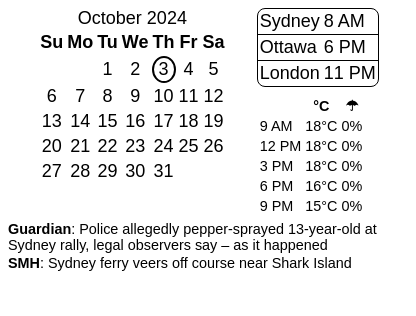 October 2024
Su Mo Tu We Th Fr Sa
1 2 3 4 5
6 7 8 9 10 11 12
13 14 15 16 17 18 19
20 21 22 23 24 25 26
27 28 29 30 31
Sydney 8 AM
Ottawa 6 PM
London 11 PM
°C ☂
9 AM 18°C 0%
12 PM 18°C 0%
3 PM 18°C 0%
6 PM 16°C 0%
9 PM 15°C 0%
Guardian: Police allegedly pepper-sprayed 13-year-old at
Sydney rally, legal observers say – as it happened
SMH: Sydney ferry veers off course near Shark Island